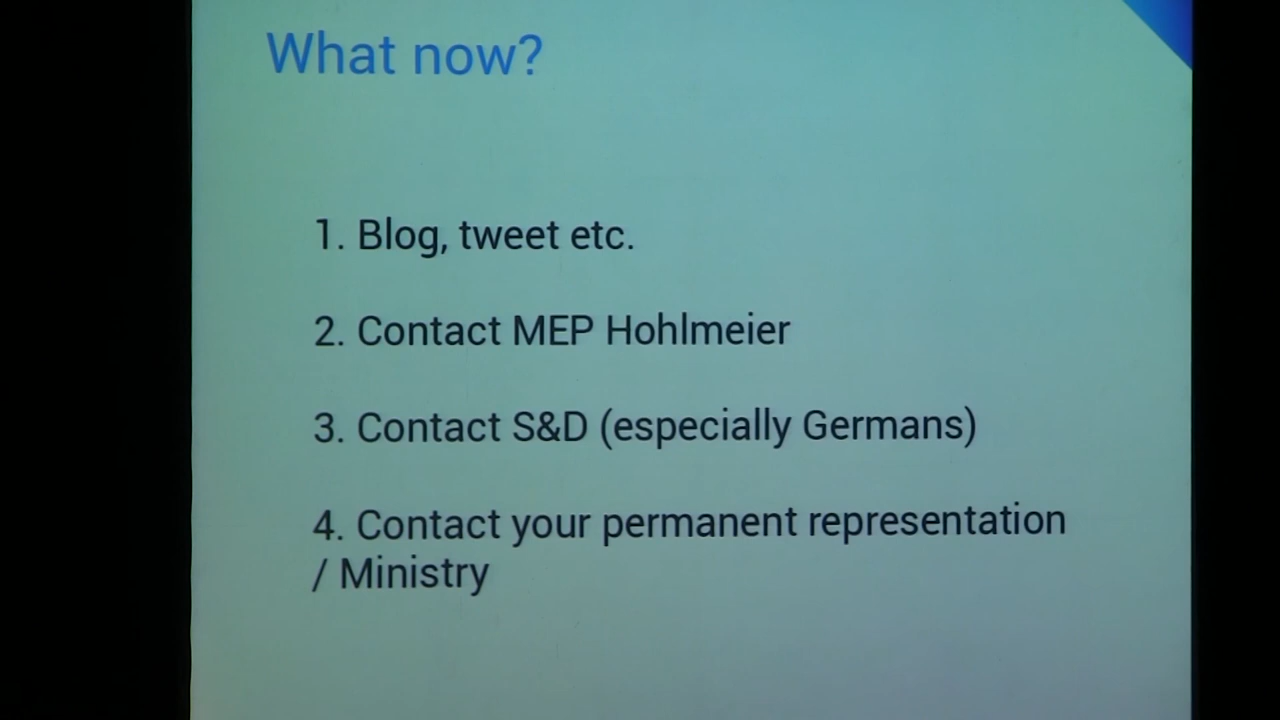 What now?
1. Blog, tweet etc.
2. Contact MEP Hohlmeier
3. Contact S&D (especially Germans)
4. Contact your permanent representation
/ Ministry